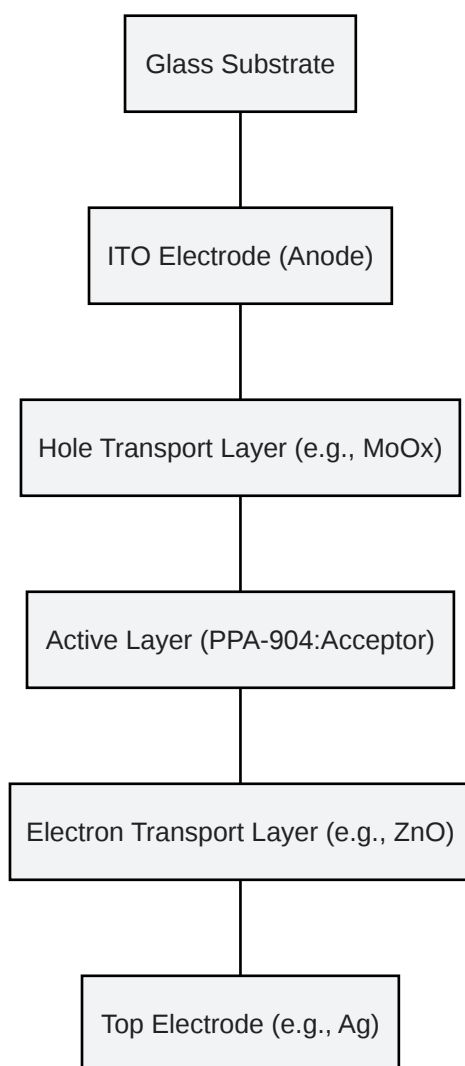 Glass Substrate
ITO Electrode (Anode)
Hole Transport Layer (e.g., MoOx)
Active Layer (PPA-904:Acceptor)
Electron Transport Layer (e.g., ZnO)
Top Electrode (e.g., Ag)